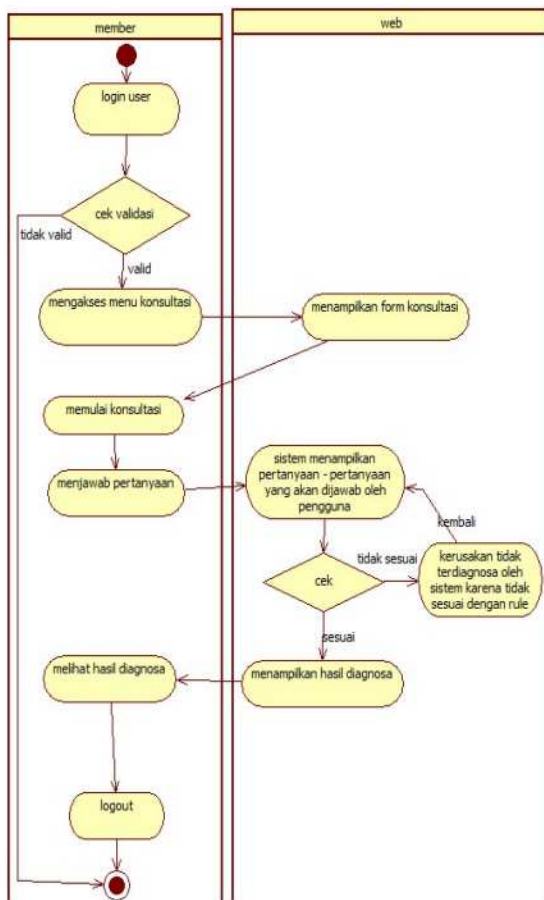 member
web
login user
cek validasi
tidak valid
valid
mengakses menu konsultasi
menampilkan form konsultasi
memulai konsultasi
menjawab pertanyaan
sistem menampilkan
pertanyaan - pertanyaan
yang akan dijawab oleh
pengguna
kembali
tidak sesuai
kerusakan tidak
terdiagnosa oleh
sistem karena tidak
sesuai dengan rule
cek
sesuai
melihat hasil diagnosa
menampilkan hasil diagnosa
logout